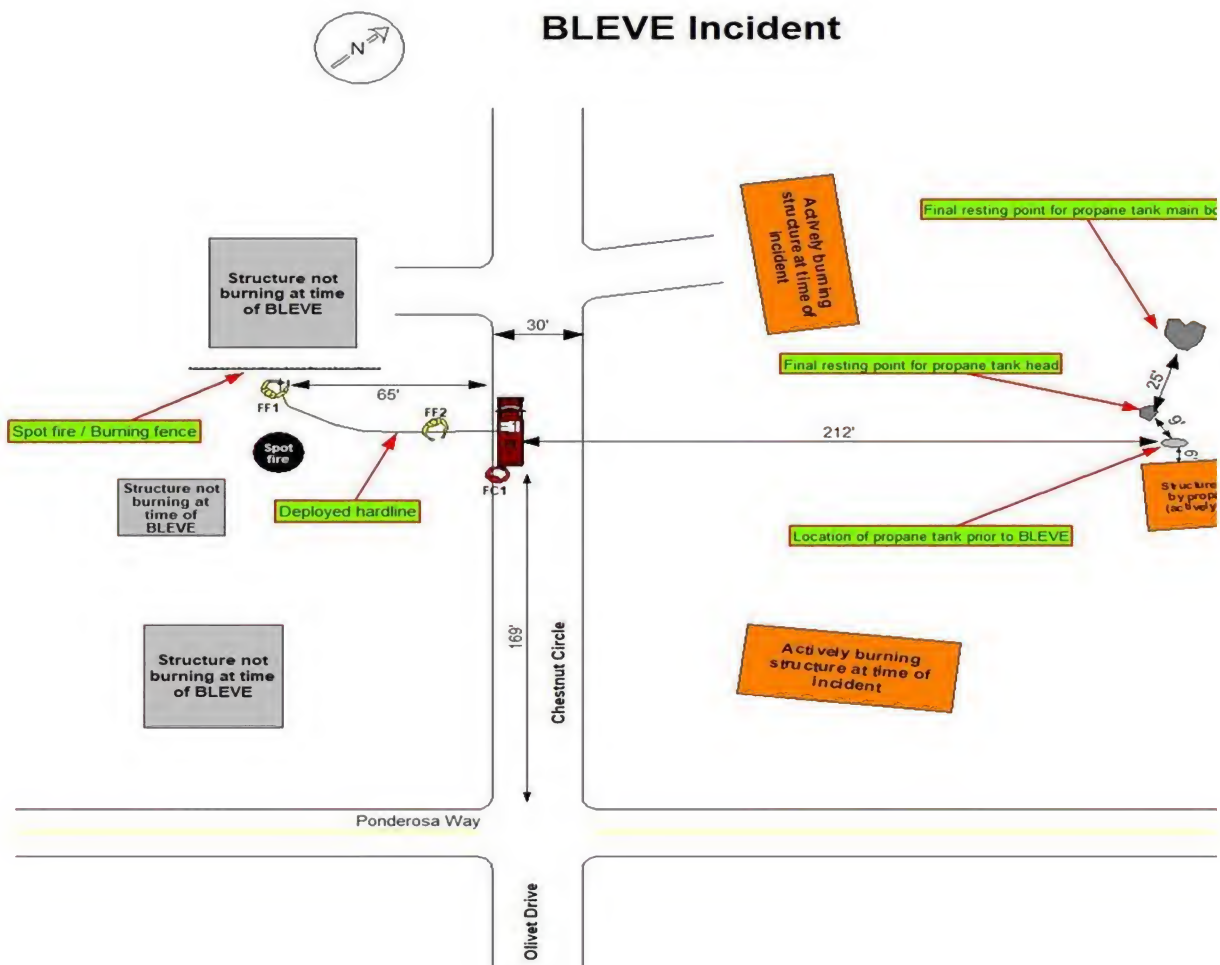 BLEVE Incident
N
Actively burning
structure at time of
incident
Final resting point for propane tank main
Structure not
burning at time
of BLEVE
30'
Final resting point for propane tank head
25'
65'
FF1
FF2
9'
Spot fire / Burning fence
212'
Spot
fire
6'
FC1
Structure not
burning at
time of
BLEVE
Deployed hardline
Structure
by
(actively
Location of propane tank prior to BLEVE
169'
Chestnut Circle
Structure not
burning at time
of BLEVE
Actively burning
structure at time of
incident
Ponderosa Way
Olivet Drive